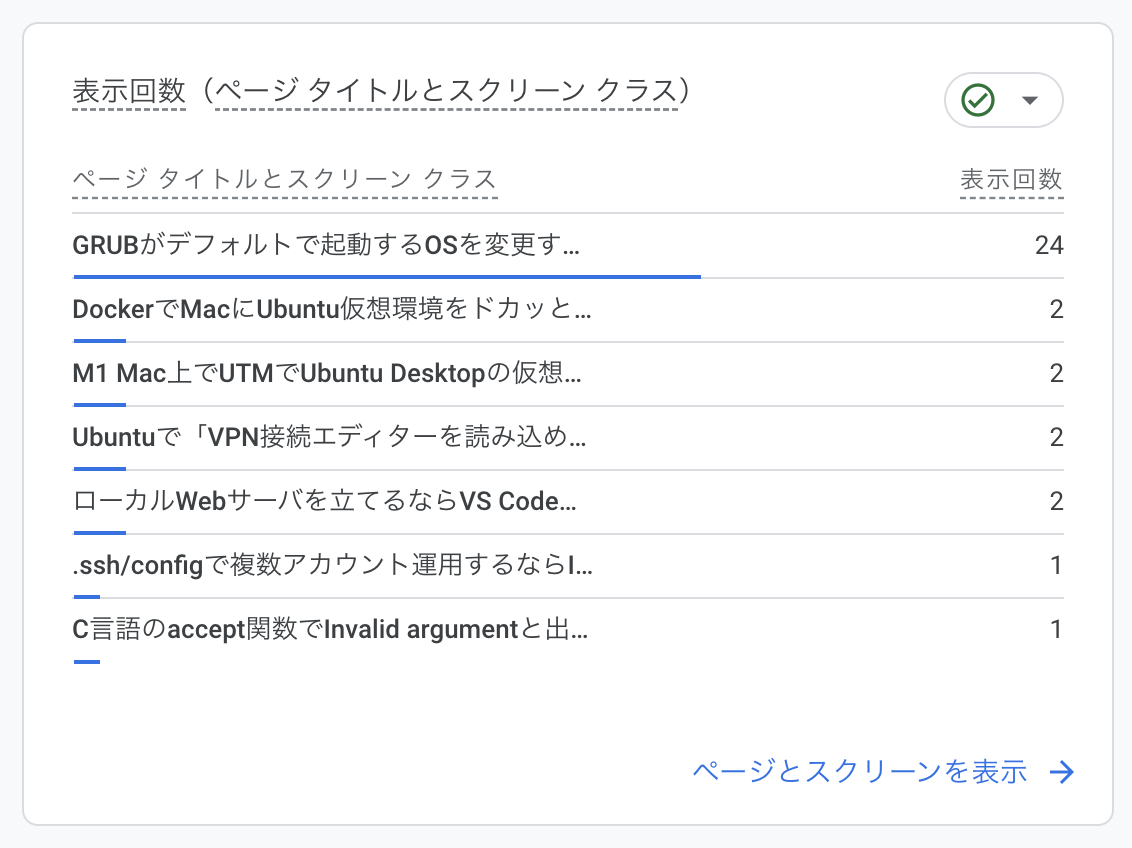 表示回数（ページ タイトルとスクリーン クラス）
ページ タイトルとスクリーン クラス 表示回数
GRUBがデフォルトで起動するOSを変更す... 24
DockerでMacにUbuntu仮想環境をドカッと... 2
M1 Mac上でUTMでUbuntu Desktopの仮想... 2
Ubuntuで「VPN接続エディターを読み込め... 2
ローカルWebサーバを立てるならVS Code... 2
.ssh/configで複数アカウント運用するならI... 1
C言語のaccept関数でInvalid argumentと出... 1
ページとスクリーンを表示